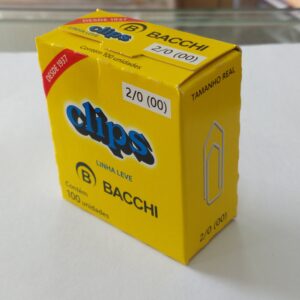 DESDE 1937
clips
BACCHI
Contém 100 unidades
2/0 (00)
DESDE 1937
2/0 (00)
clips
LINHA LEVE
B BACCHI
Contém
100 unidades
TAMANHO REAL
2/0 (00)